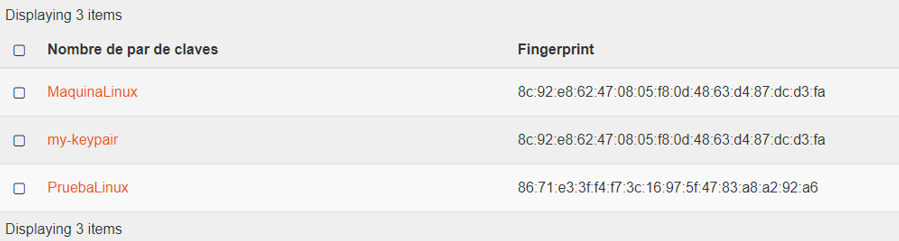 Displaying 3 items
Nombre de par de claves Fingerprint
MaquinaLinux 8c:92:e8:62:47:08:05:f8:0d:48:63:d4:87:dc:d3:fa
my-keypair 8c:92:e8:62:47:08:05:f8:0d:48:63:d4:87:dc:d3:fa
PruebaLinux 86:71:e3:3f:f4:f7:3c:16:97:5f:47:83:a8:a2:92:a6
Displaying 3 items